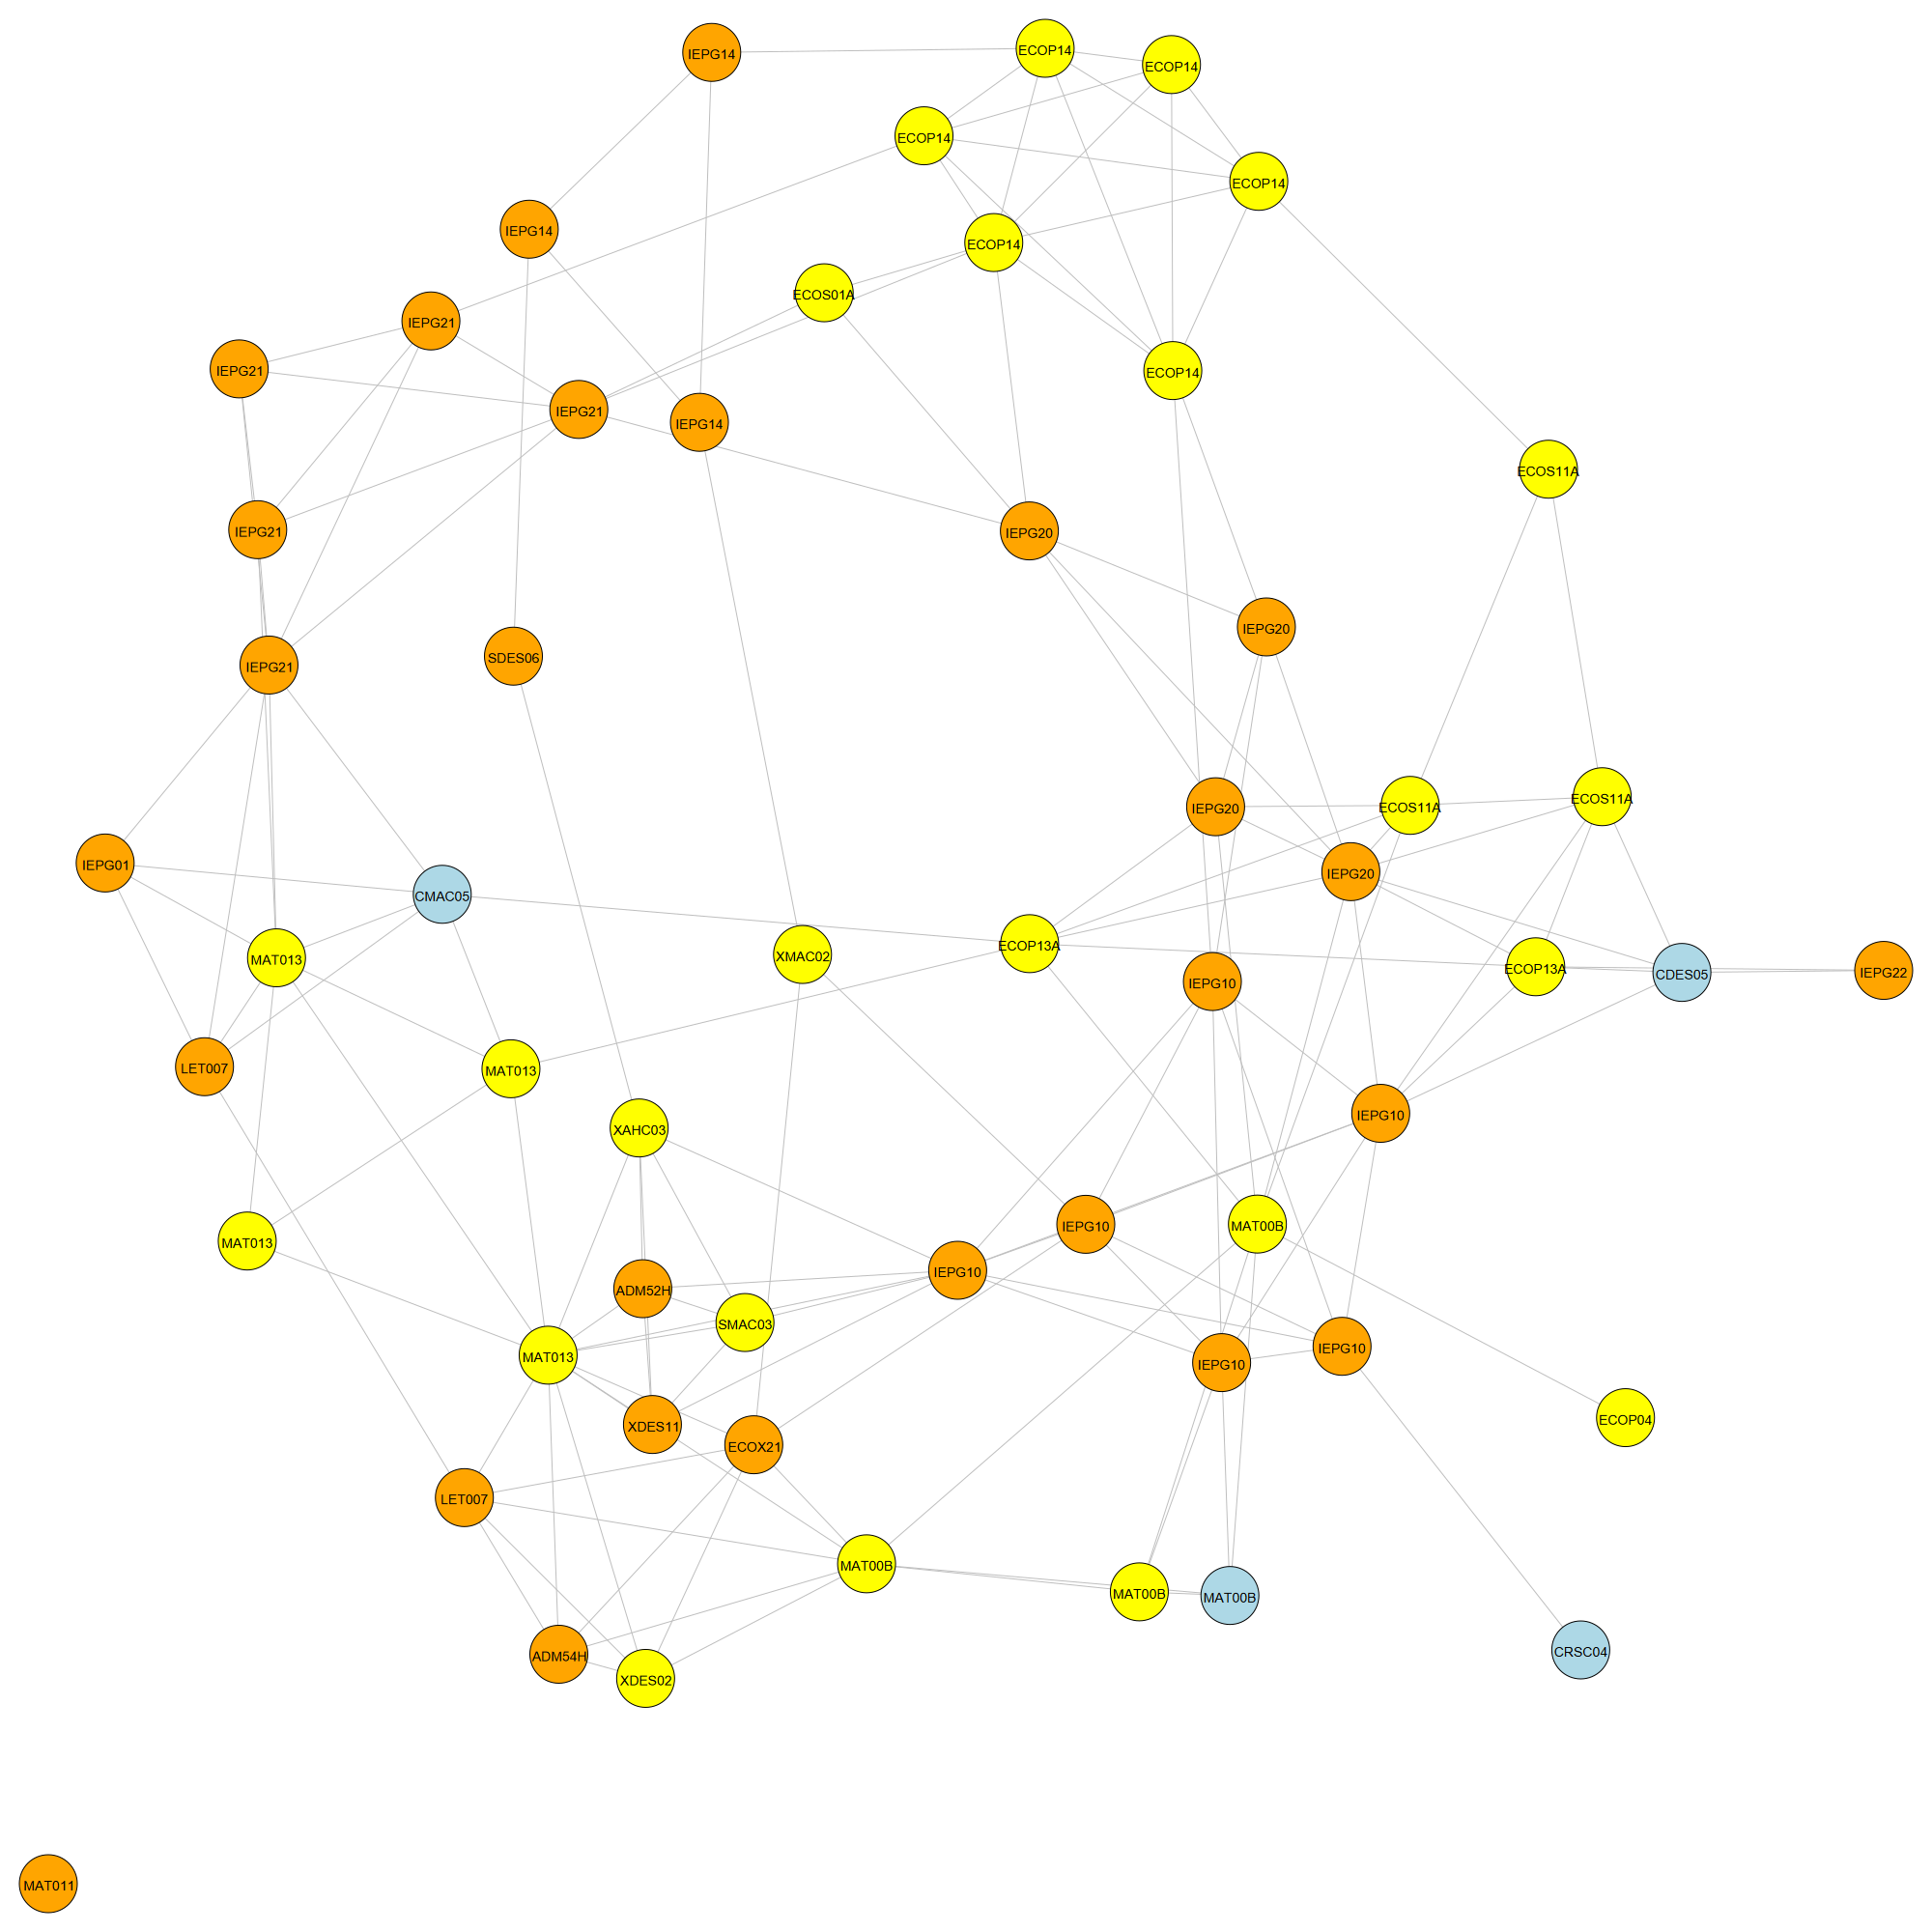 ECOP14
IEPG14
ECOP14
ECOP14
ECOP14
IEPG14
ECOP14
ECOS01A
IEPG21
IEPG21
ECOP14
IEPG21
IEPG14
ECOS11A
IEPG21
IEPG20
IEPG20
SDES06
IEPG21
ECOS11A
ECOS11A
IEPG20
IEPG01
IEPG20
CMAC05
ECOP13A
XMAC02
MAT013
ECOP13A
IEPG22
CDES05
IEPG10
LET007
MAT013
IEPG10
XAHC03
IEPG10
MAT00B
MAT013
IEPG10
ADM52H
SMAC03
IEPG10
MAT013
IEPG10
ECOP04
XDES11
ECOX21
LET007
MAT00B
MAT00B
MAT00B
CRSC04
ADM54H
XDES02
MAT011